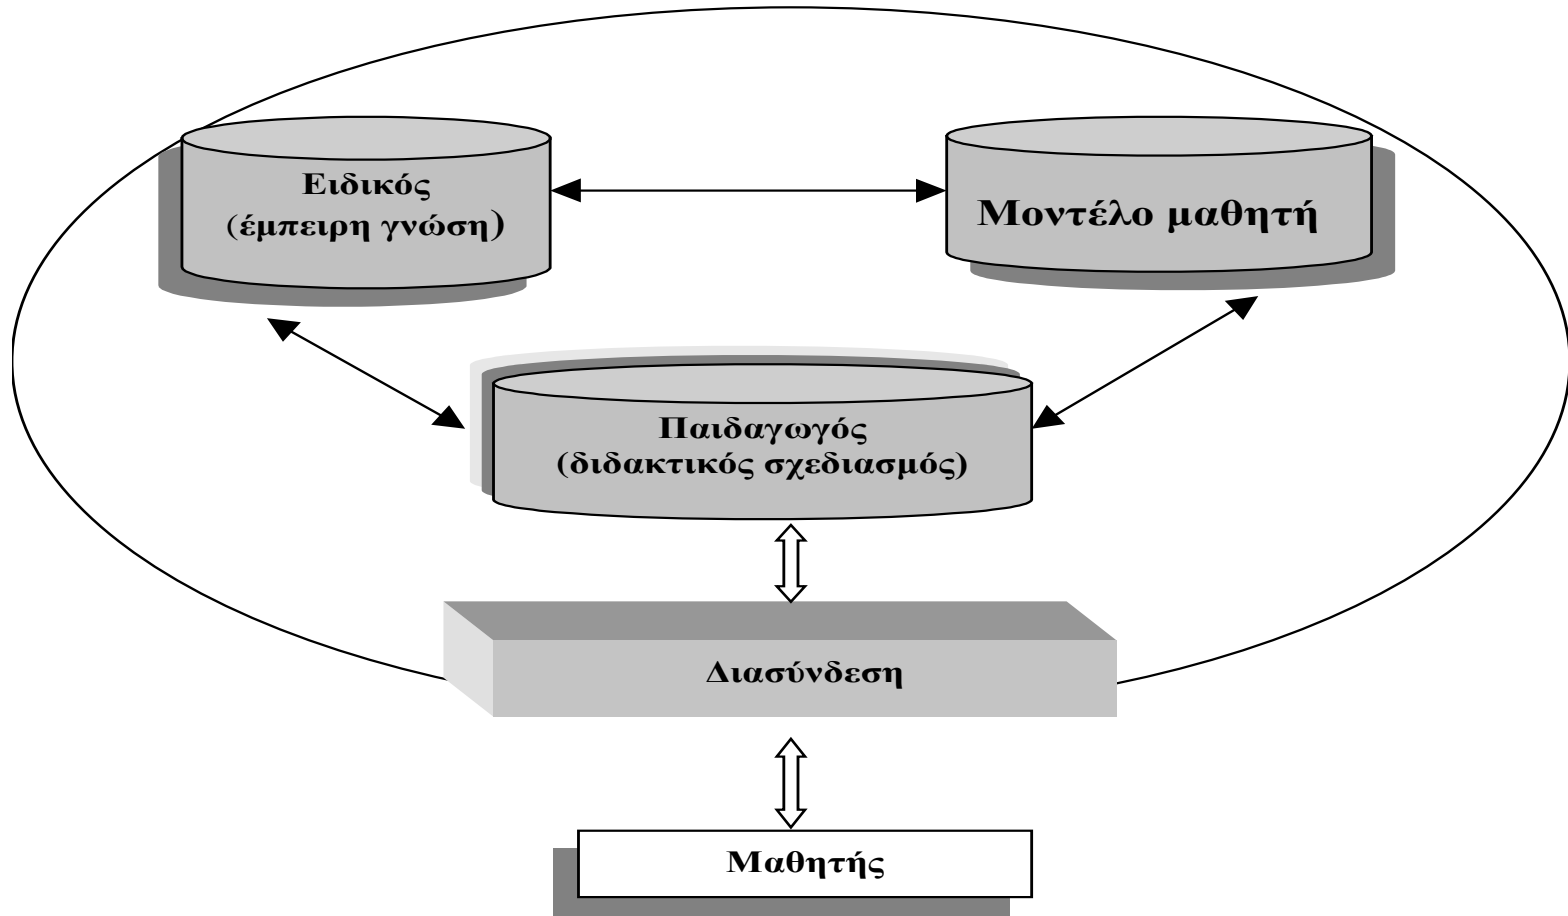 Ειδικός
(έμπειρη γνώση)
Μοντέλο μαθητή
Παιδαγωγός
(διδακτικός σχεδιασμός)
Διασύνδεση
Μαθητής